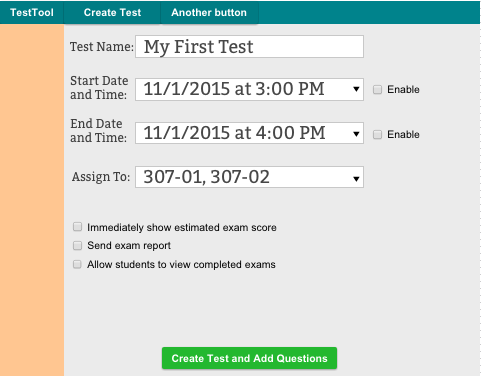 TestTool Create Test Another button
Test Name: My First Test
Start Date
and Time: 11/1/2015 at 3:00 PM Enable
End Date
and Time: 11/1/2015 at 4:00 PM Enable
Assign To: 307-01, 307-02
Immediately show estimated exam score
Send exam report
Allow students to view completed exams
Create Test and Add Questions